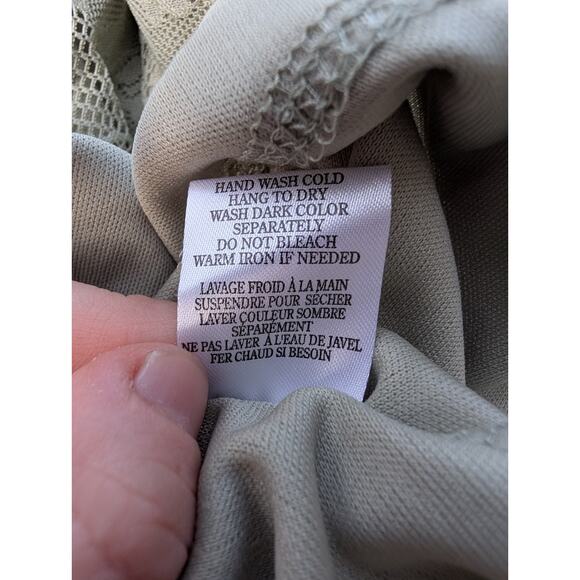 HAND WASH COLD
HANG TO DRY
WASH DARK COLOR
SEPARATELY
DO NOT BLEACH
WARM IRON IF NEEDED
LAVAGE FROID À LA MAIN
SUSPENDRE POUR SÉCHER
LAVER COULEUR SOMBRE
SÉPARÉMENT
NE PAS LAVER À L'EAU DE JAVEL
FER CHAUD SI BESOIN